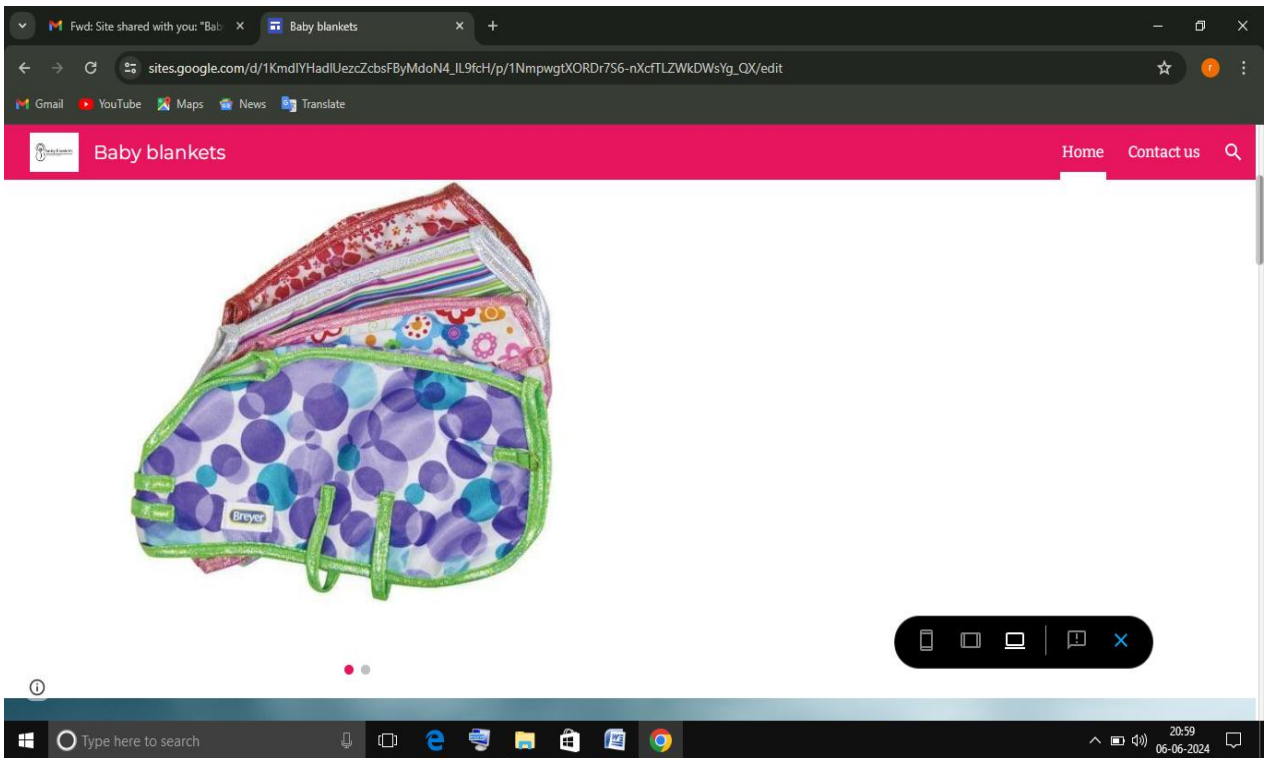 Fwd: Site shared with you: "Bab
Baby blankets
sites.google.com/d/1KmdlYHadlUezcZcbsFByMdoN4_IL9fcH/p/1NmpwgtXORDr7S6-nXcfTLZWkDWsYg_QX/edit
Gmail YouTube Maps News Translate
Baby blankets
Home Contact us
Breyer
Type here to search
20:59
06-06-2024